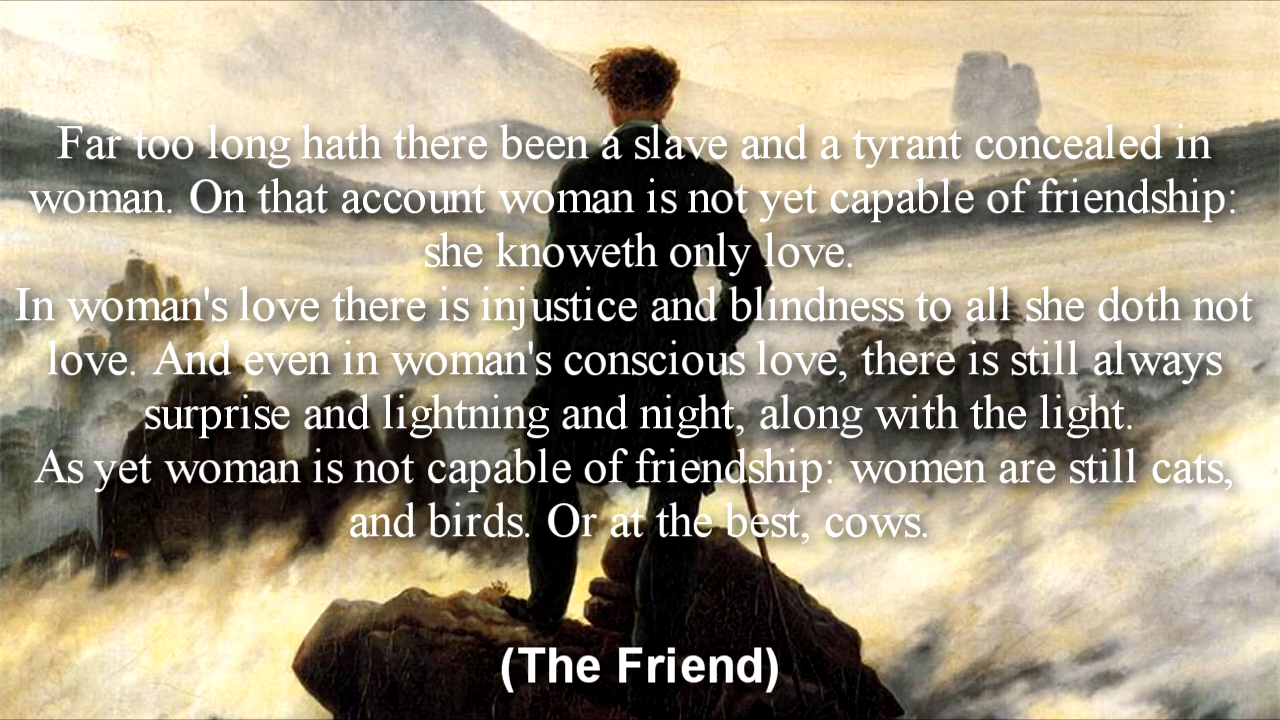 Far too long hath there been a slave and a tyrant concealed in
woman. On that account woman is not yet capable of friendship:
she knoweth only love.
In woman's love there is injustice and blindness to all she doth not
love. And even in woman's conscious love, there is still always
surprise and lightning and night, along with the light.
As yet woman is not capable of friendship: women are still cats,
and birds. Or at the best, cows.
(The Friend)